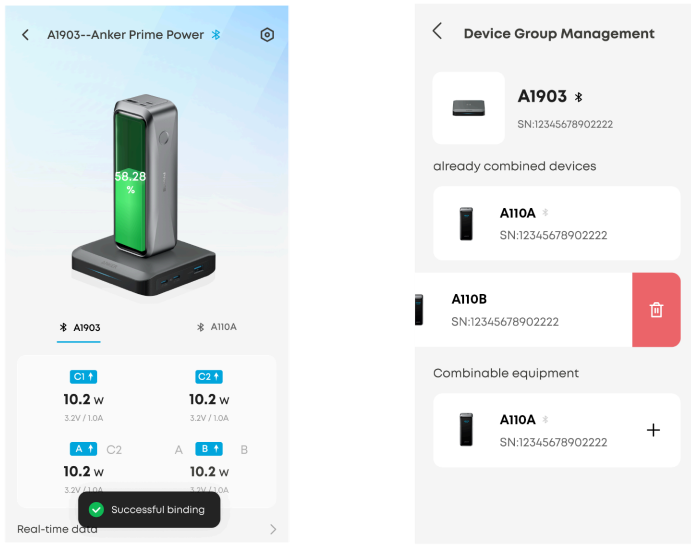 A1903--Anker Prime Power
58.28
%
A1903
A110A
C1
C2
10.2 w
10.2 w
3.2V / 1.0A
3.2V / 1.0A
A
C2
A
B
B
10.2 w
10.2 w
3.2V / 1.0A
3.2V / 1.0A
Successful binding
Real-time data
Device Group Management
A1903
SN:12345678902222
already combined devices
A110A
SN:12345678902222
A110B
SN:12345678902222
Combinable equipment
A110A
SN:12345678902222